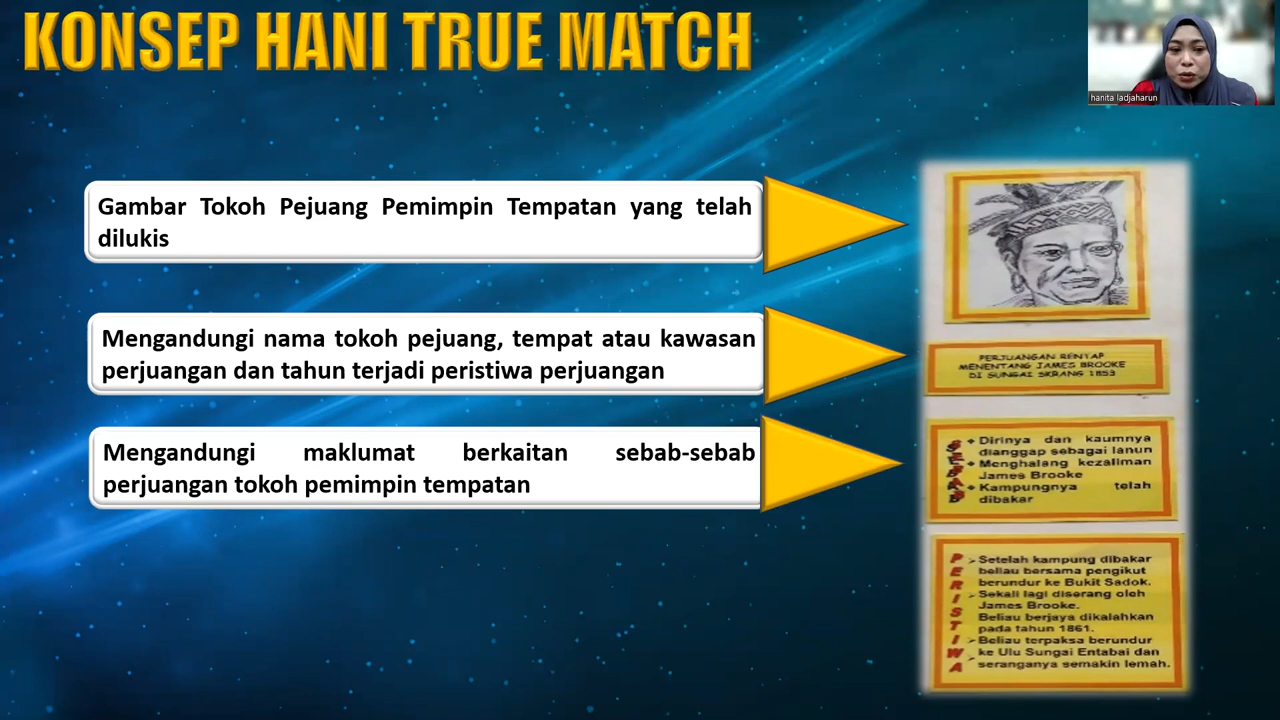 KONSEP HANI TRUE MATCH
hanita ladjaharun
Gambar Tokoh Pejuang Pemimpin Tempatan yang telah
dilukis
Mengandungi nama tokoh pejuang, tempat atau kawasan
perjuangan dan tahun terjadi peristiwa perjuangan
Mengandungi maklumat berkaitan sebab-sebab
perjuangan tokoh pemimpin tempatan
PERJUANGAN RENTAP
MENENTANG JAMES BROOKE
DI SUNGAI SKRANG 1853
SEBAB
Dirinya dan kaumnya
dianggap sebagai lanun
Menghalang kezaliman
James Brooke
Kampungnya telah
dibakar
PERISTIWA
Setelah kampung dibakar
beliau bersama pengikut
berundur ke Bukit Sadok.
Sekali lagi diserang oleh
James Brooke.
Beliau berjaya dikalahkan
pada tahun 1861.
Beliau terpaksa berundur
ke Ulu Sungai Entabai dan
seranganya semakin lemah.